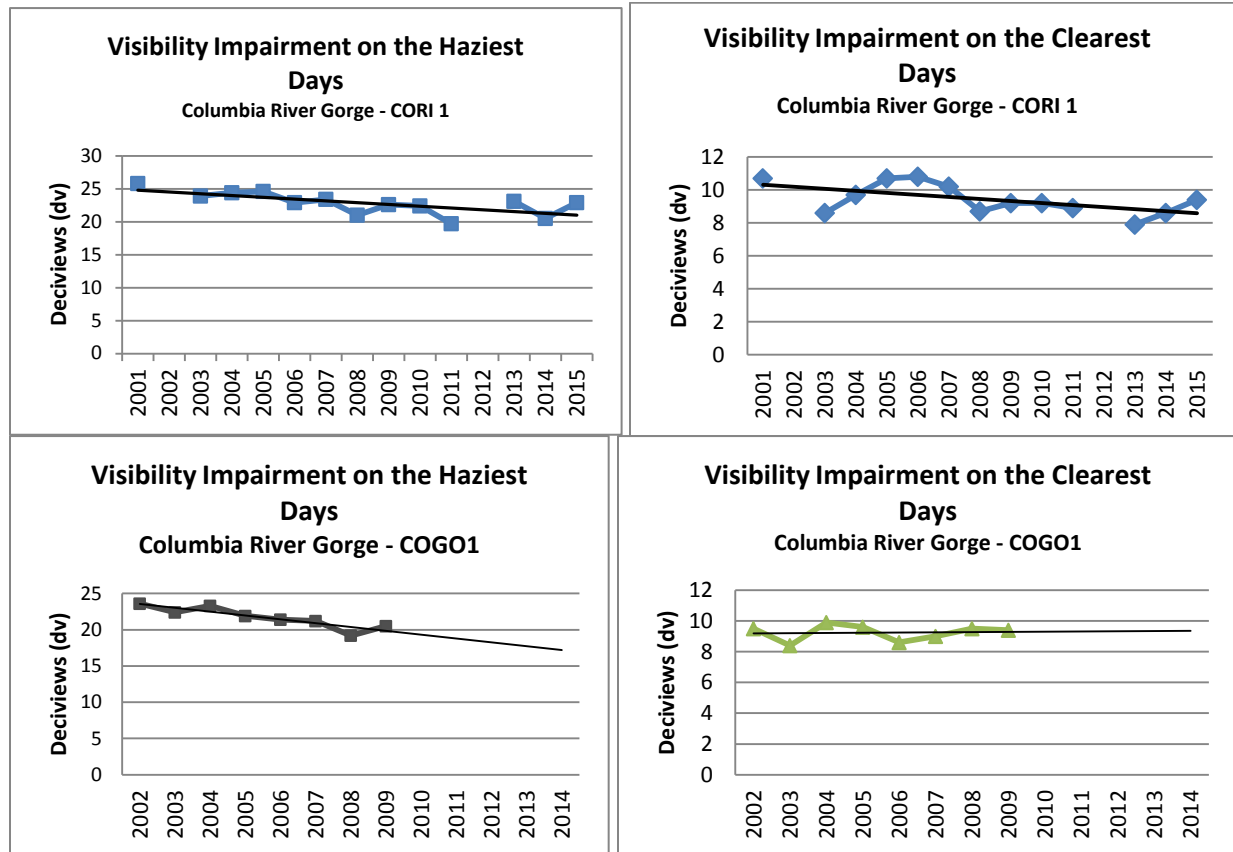 Visibility Impairment on the Haziest
Days
Columbia River Gorge - CORI 1
Deciviews (dv)
30
25
20
15
10
5
0
2001 2002 2003 2004 2005 2006 2007 2008 2009 2010 2011 2012 2013 2014 2015
Visibility Impairment on the Clearest
Days
Columbia River Gorge - CORI 1
Deciviews (dv)
12
10
8
6
4
2
0
2001 2002 2003 2004 2005 2006 2007 2008 2009 2010 2011 2012 2013 2014 2015
Visibility Impairment on the Haziest
Days
Columbia River Gorge - COGO1
Deciviews (dv)
25
20
15
10
5
0
2002 2003 2004 2005 2006 2007 2008 2009 2010 2011 2012 2013 2014
Visibility Impairment on the Clearest
Days
Columbia River Gorge - COGO1
Deciviews (dv)
12
10
8
6
4
2
0
2002 2003 2004 2005 2006 2007 2008 2009 2010 2011 2012 2013 2014